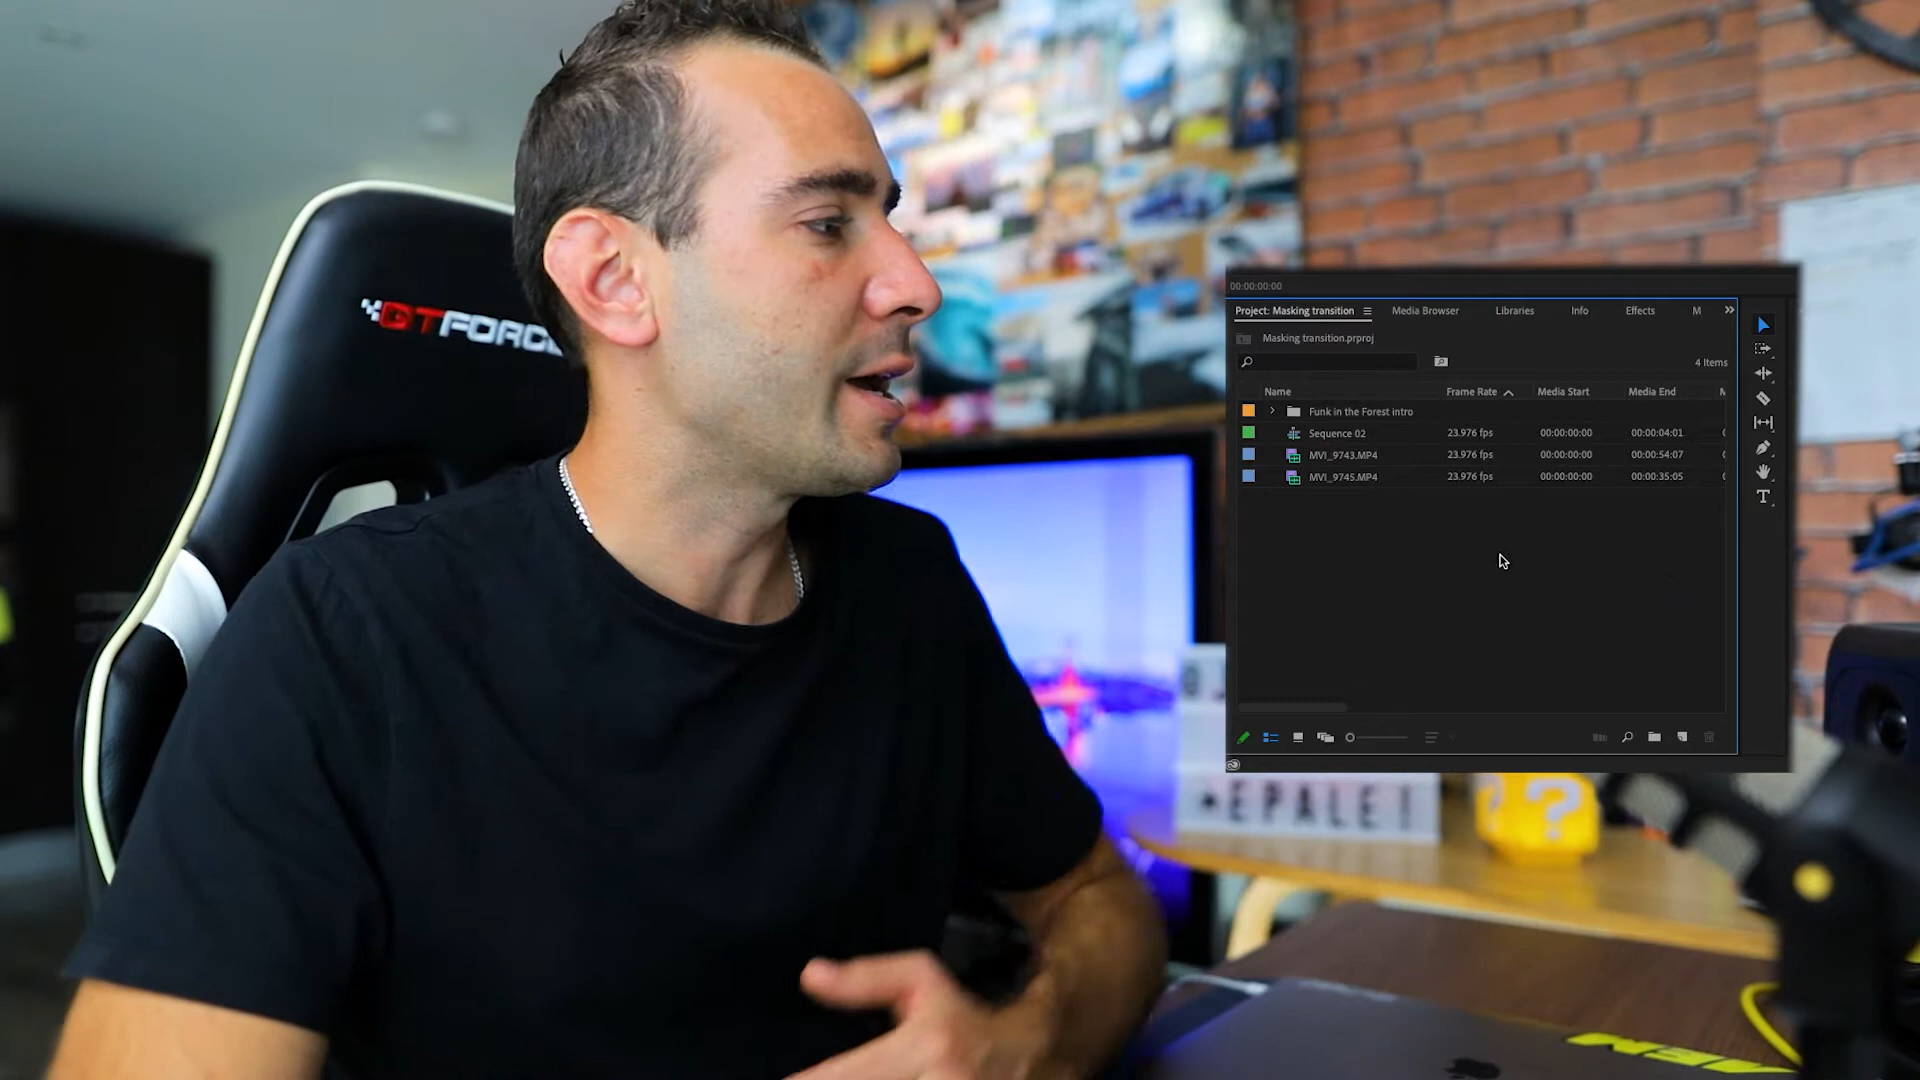 GTFORCE
00:00:00:00
Project: Masking transition Media Browser Libraries Info Effects M
Masking transition.prproj
4 Items
Name Frame Rate Media Start Media End
Funk in the Forest intro
Sequence 02 23.976 fps 00:00:00:00 00:00:04:01
MVI_9743.MP4 23.976 fps 00:00:00:00 00:00:54:07
MVI_9745.MP4 23.976 fps 00:00:00:00 00:00:35:05
EPALE!
?